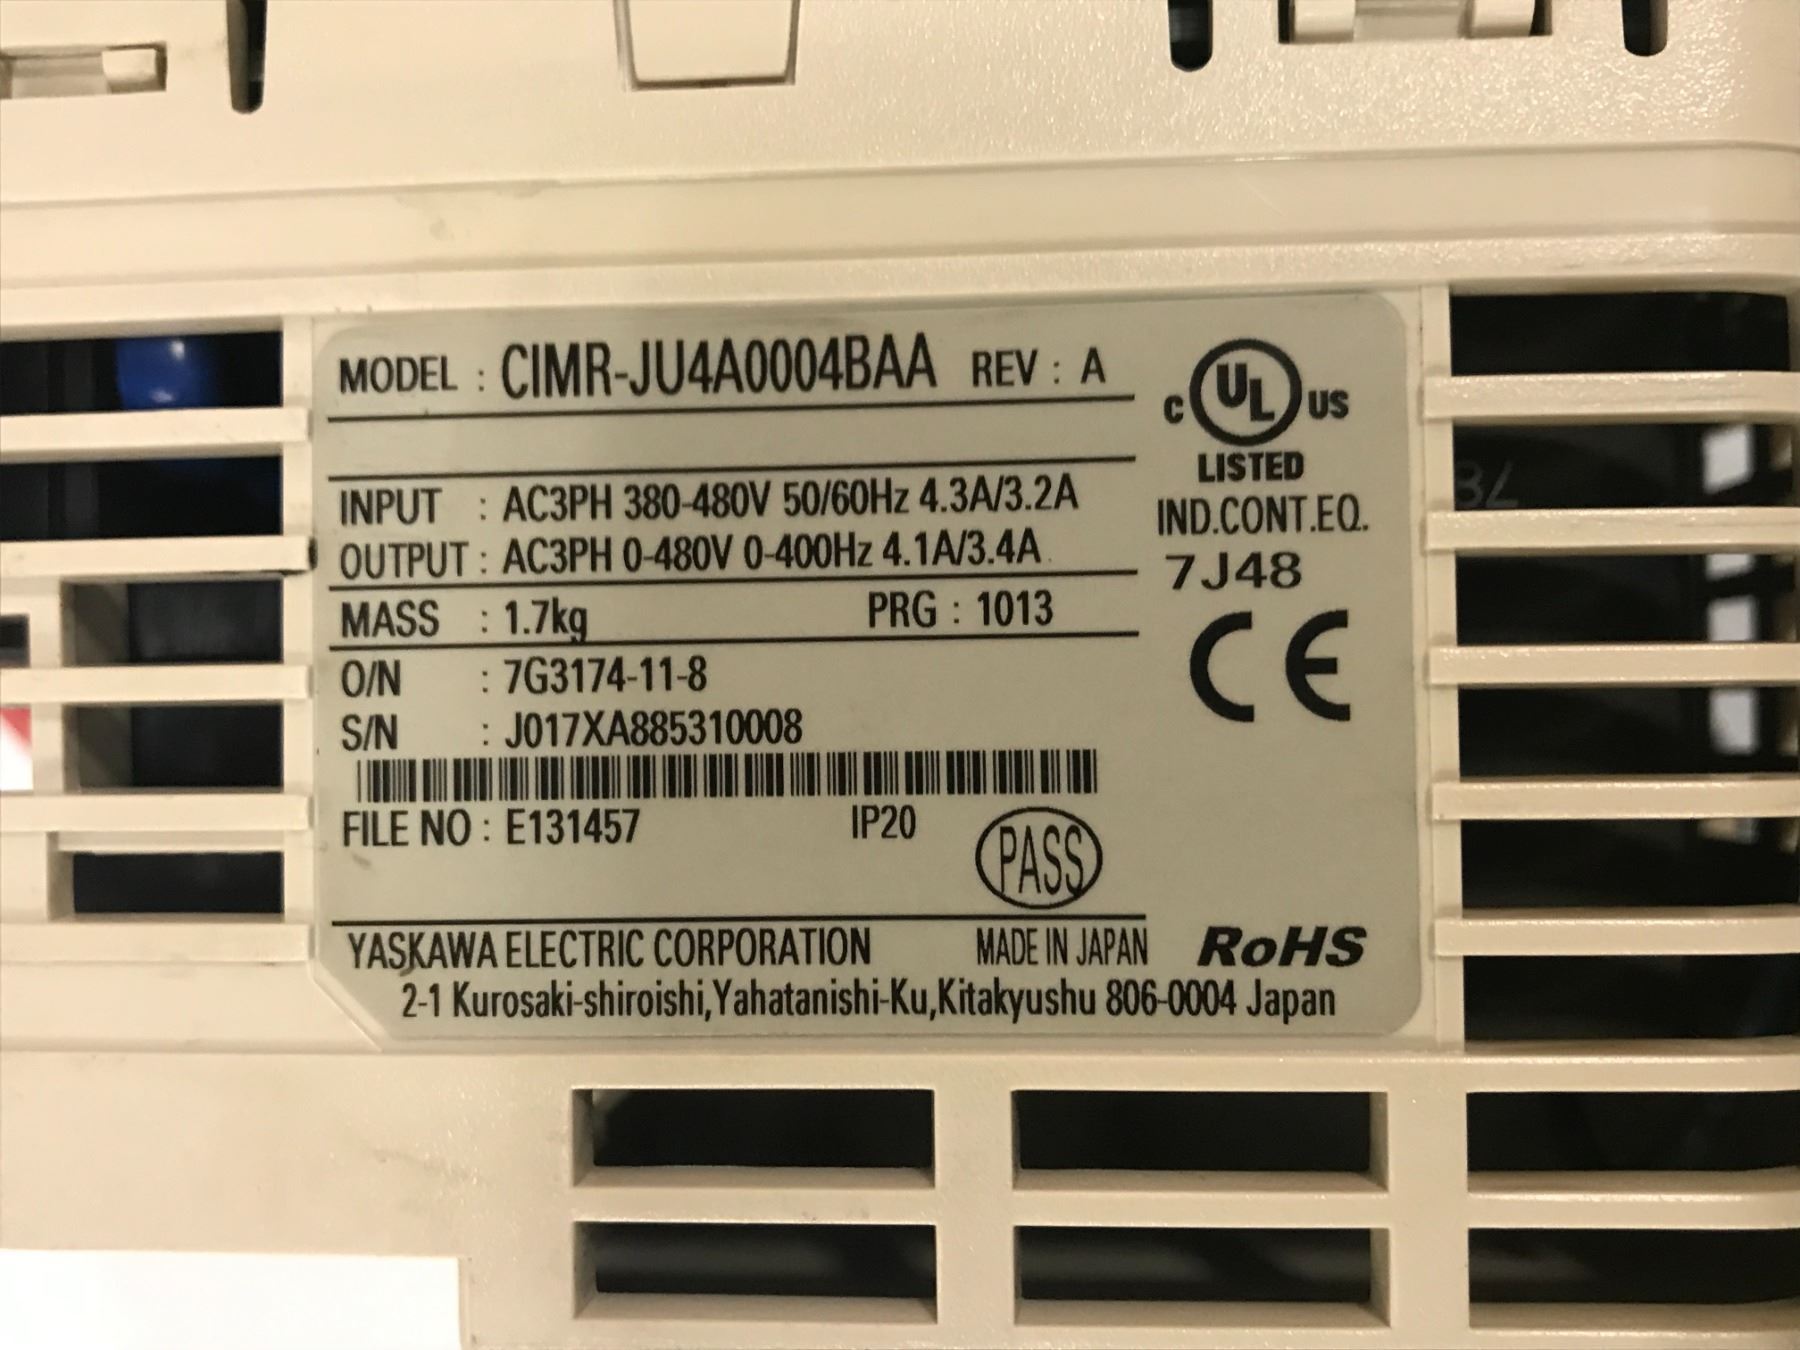 MODEL : CIMR-JU4A0004BAA REV : A
C UL US
LISTED
IND.CONT.EQ.
7J48
CE
INPUT : AC3PH 380-480V 50/60Hz 4.3A/3.2A
OUTPUT : AC3PH 0-480V 0-400Hz 4.1A/3.4A
MASS : 1.7kg PRG : 1013
O/N : 7G3174-11-8
S/N : J017XA885310008
FILE NO : E131457 IP20
PASS
YASKAWA ELECTRIC CORPORATION MADE IN JAPAN RoHS
2-1 Kurosaki-shiroishi,Yahatanishi-Ku,Kitakyushu 806-0004 Japan